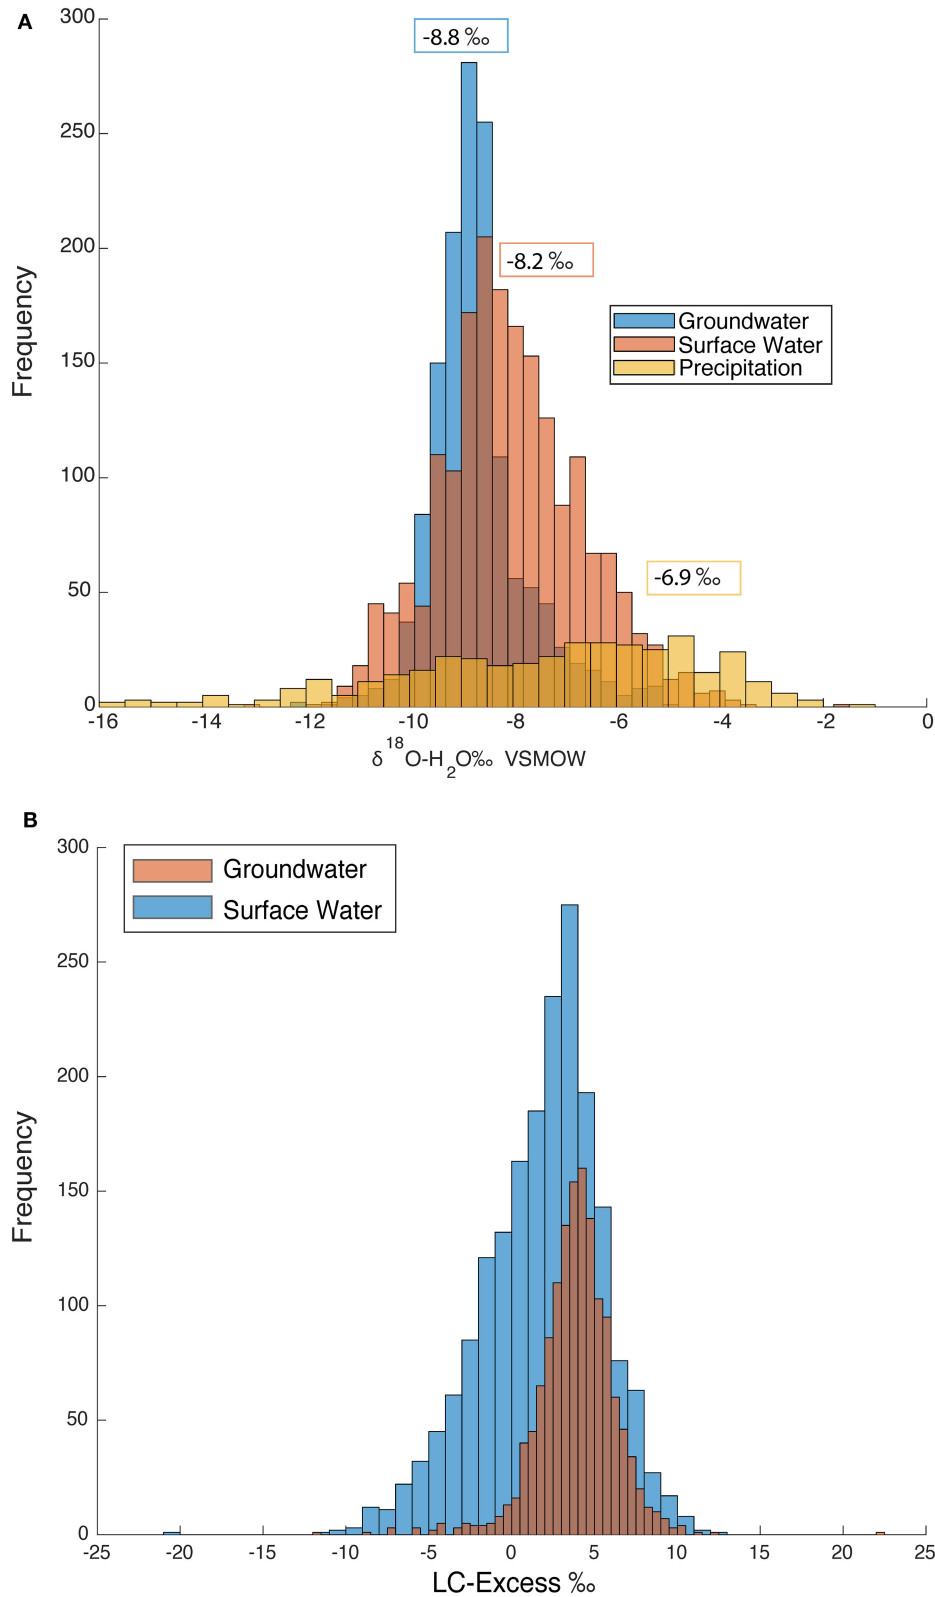 A
300
250
200
150
100
50
0
Frequency
-8.8 ‰
-8.2 ‰
-6.9 ‰
Groundwater
Surface Water
Precipitation
-16 -14 -12 -10 -8 -6 -4 -2 0
δ 18O-H2O‰ VSMOW
B
300
250
200
150
100
50
0
Frequency
Groundwater
Surface Water
-25 -20 -15 -10 -5 0 5 10 15 20 25
LC-Excess ‰